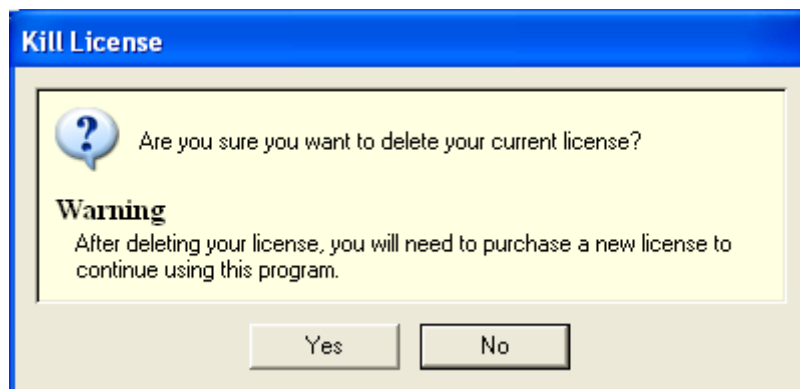 Kill License
Are you sure you want to delete your current license?
Warning
After deleting your license, you will need to purchase a new license to
continue using this program.
Yes
No